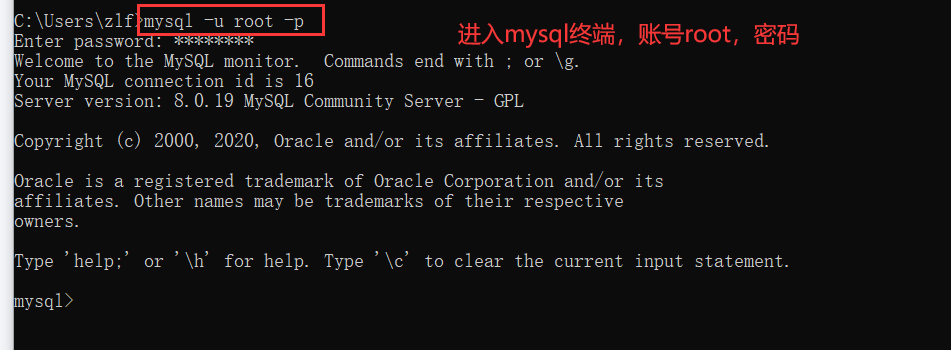 C:\Users\zlf>mysql -u root -p
Enter password: ********
进入mysql终端，账号root，密码
Welcome to the MySQL monitor.  Commands end with ; or \g.
Your MySQL connection id is 16
Server version: 8.0.19 MySQL Community Server - GPL
Copyright (c) 2000, 2020, Oracle and/or its affiliates. All rights reserved.
Oracle is a registered trademark of Oracle Corporation and/or its
affiliates. Other names may be trademarks of their respective
owners.
Type 'help;' or '\h' for help. Type '\c' to clear the current input statement.
mysql>